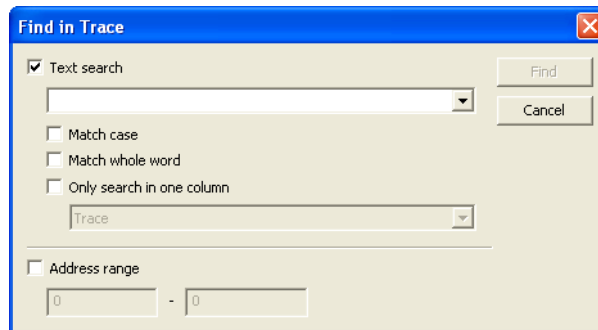 Find in Trace
Text search
Find
Cancel
Match case
Match whole word
Only search in one column
Trace
Address range
0 - 0